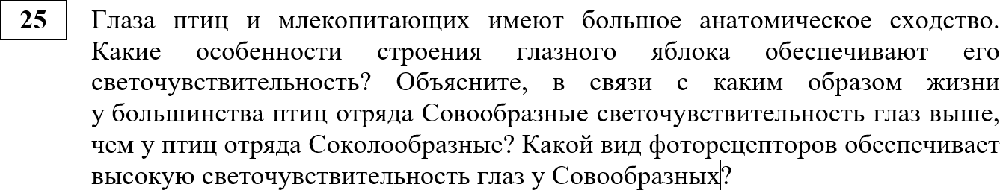 25
Глаза птиц и млекопитающих имеют большое анатомическое сходство.
Какие особенности строения глазного яблока обеспечивают его
светочувствительность? Объясните, в связи с каким образом жизни
у большинства птиц отряда Совообразные светочувствительность глаз выше,
чем у птиц отряда Соколообразные? Какой вид фоторецепторов обеспечивает
высокую светочувствительность глаз у Совообразных?